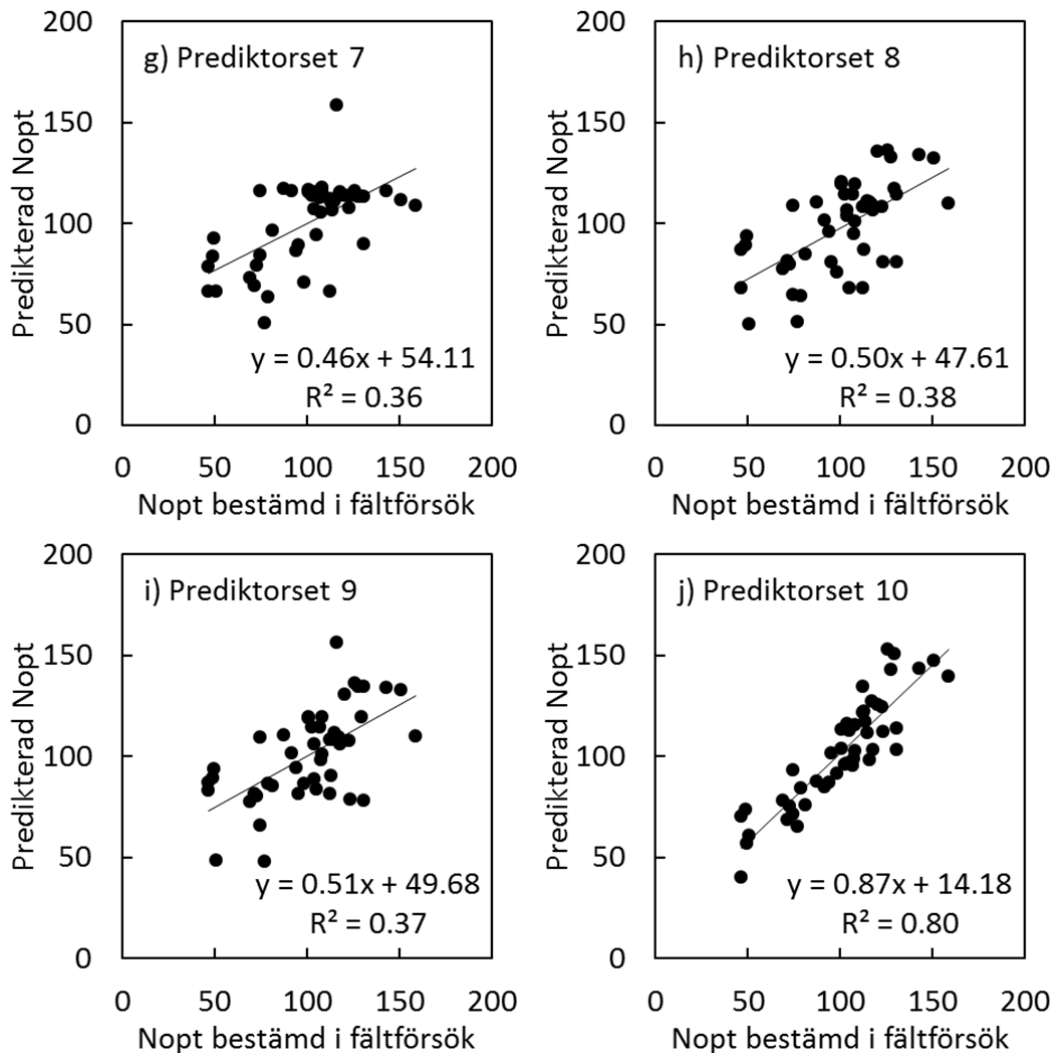 g) Prediktorset 7
200
150
100
50
0
Predikterad Nopt
y = 0.46x + 54.11
R² = 0.36
0 50 100 150 200
Nopt bestämd i fältförsök
h) Prediktorset 8
200
150
100
50
0
Predikterad Nopt
y = 0.50x + 47.61
R² = 0.38
0 50 100 150 200
Nopt bestämd i fältförsök
i) Prediktorset 9
200
150
100
50
0
Predikterad Nopt
y = 0.51x + 49.68
R² = 0.37
0 50 100 150 200
Nopt bestämd i fältförsök
j) Prediktorset 10
200
150
100
50
0
Predikterad Nopt
y = 0.87x + 14.18
R² = 0.80
0 50 100 150 200
Nopt bestämd i fältförsök